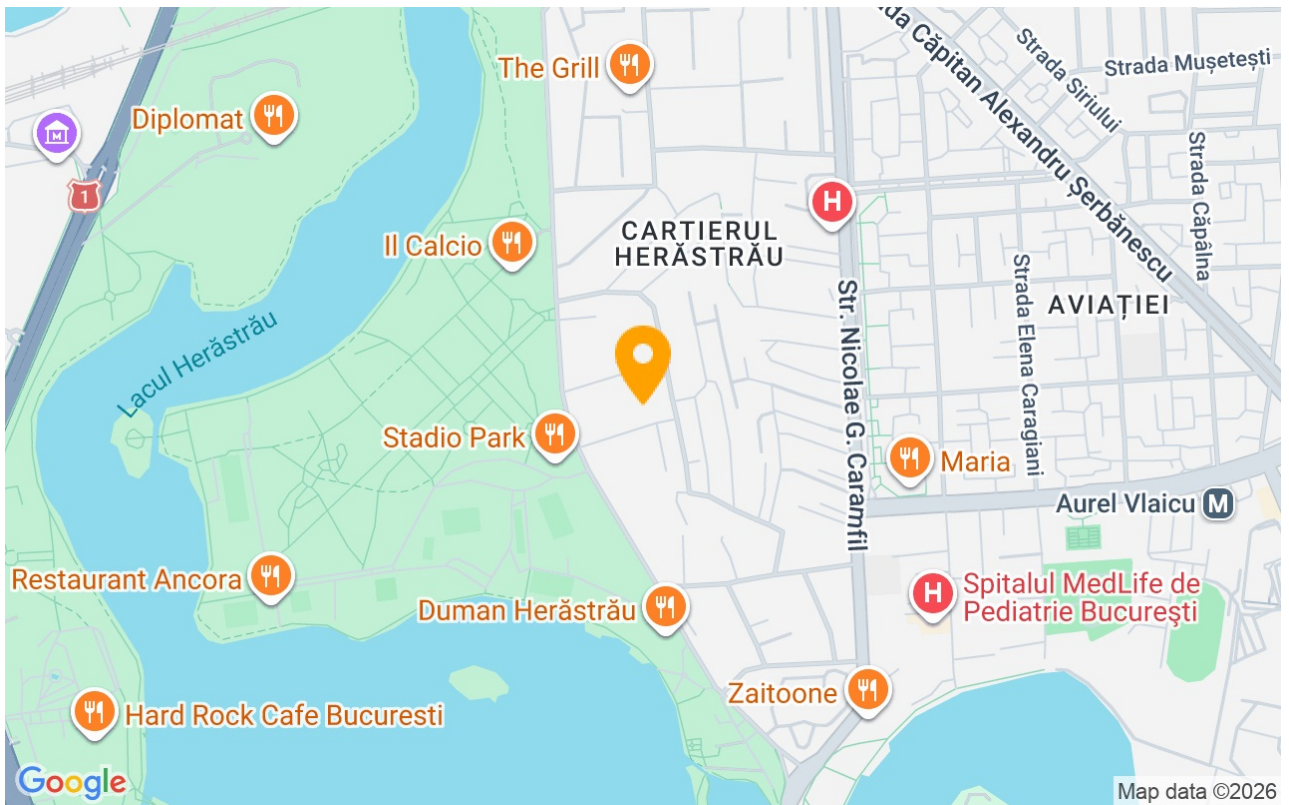 The Grill
Diplomat
1
Il Calcio
CARTIERUL
HERĂSTRĂU
H
da Căpitan Alexandru Șerbănescu
Strada Siriului
Strada Mușetești
Strada Căpâlna
AVIAȚIEI
Strada Elena Caragiani
Str. Nicolae G. Caramfil
Lacul Herăstrău
Stadio Park
Maria
Aurel Vlaicu M
Restaurant Ancora
Duman Herăstrău
H
Spitalul MedLife de
Pediatrie Bucureşti
Zaitoone
Hard Rock Cafe Bucuresti
Google
Map data ©2026